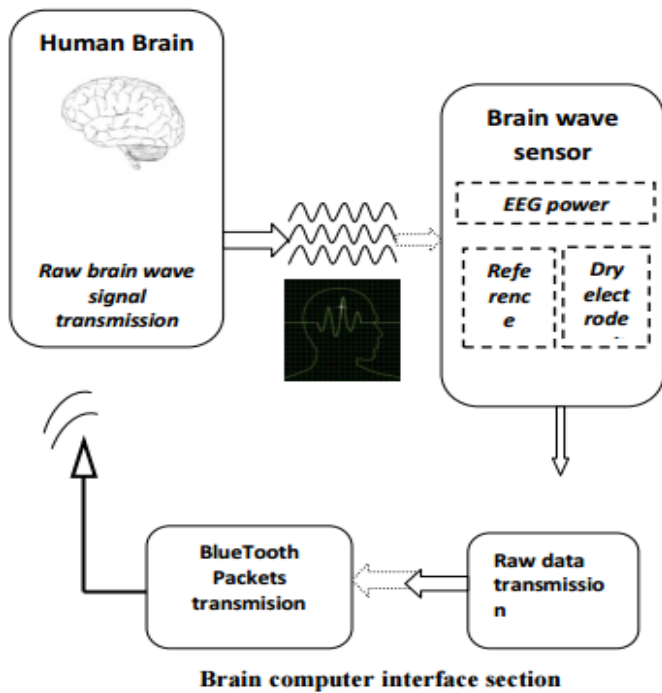 Human Brain
Raw brain wave
signal
transmission
Brain wave
sensor
EEG power
Refe
renc
e
Dry
elect
rode
BlueTooth
Packets
transmision
Raw data
transmissio
n
Brain computer interface section